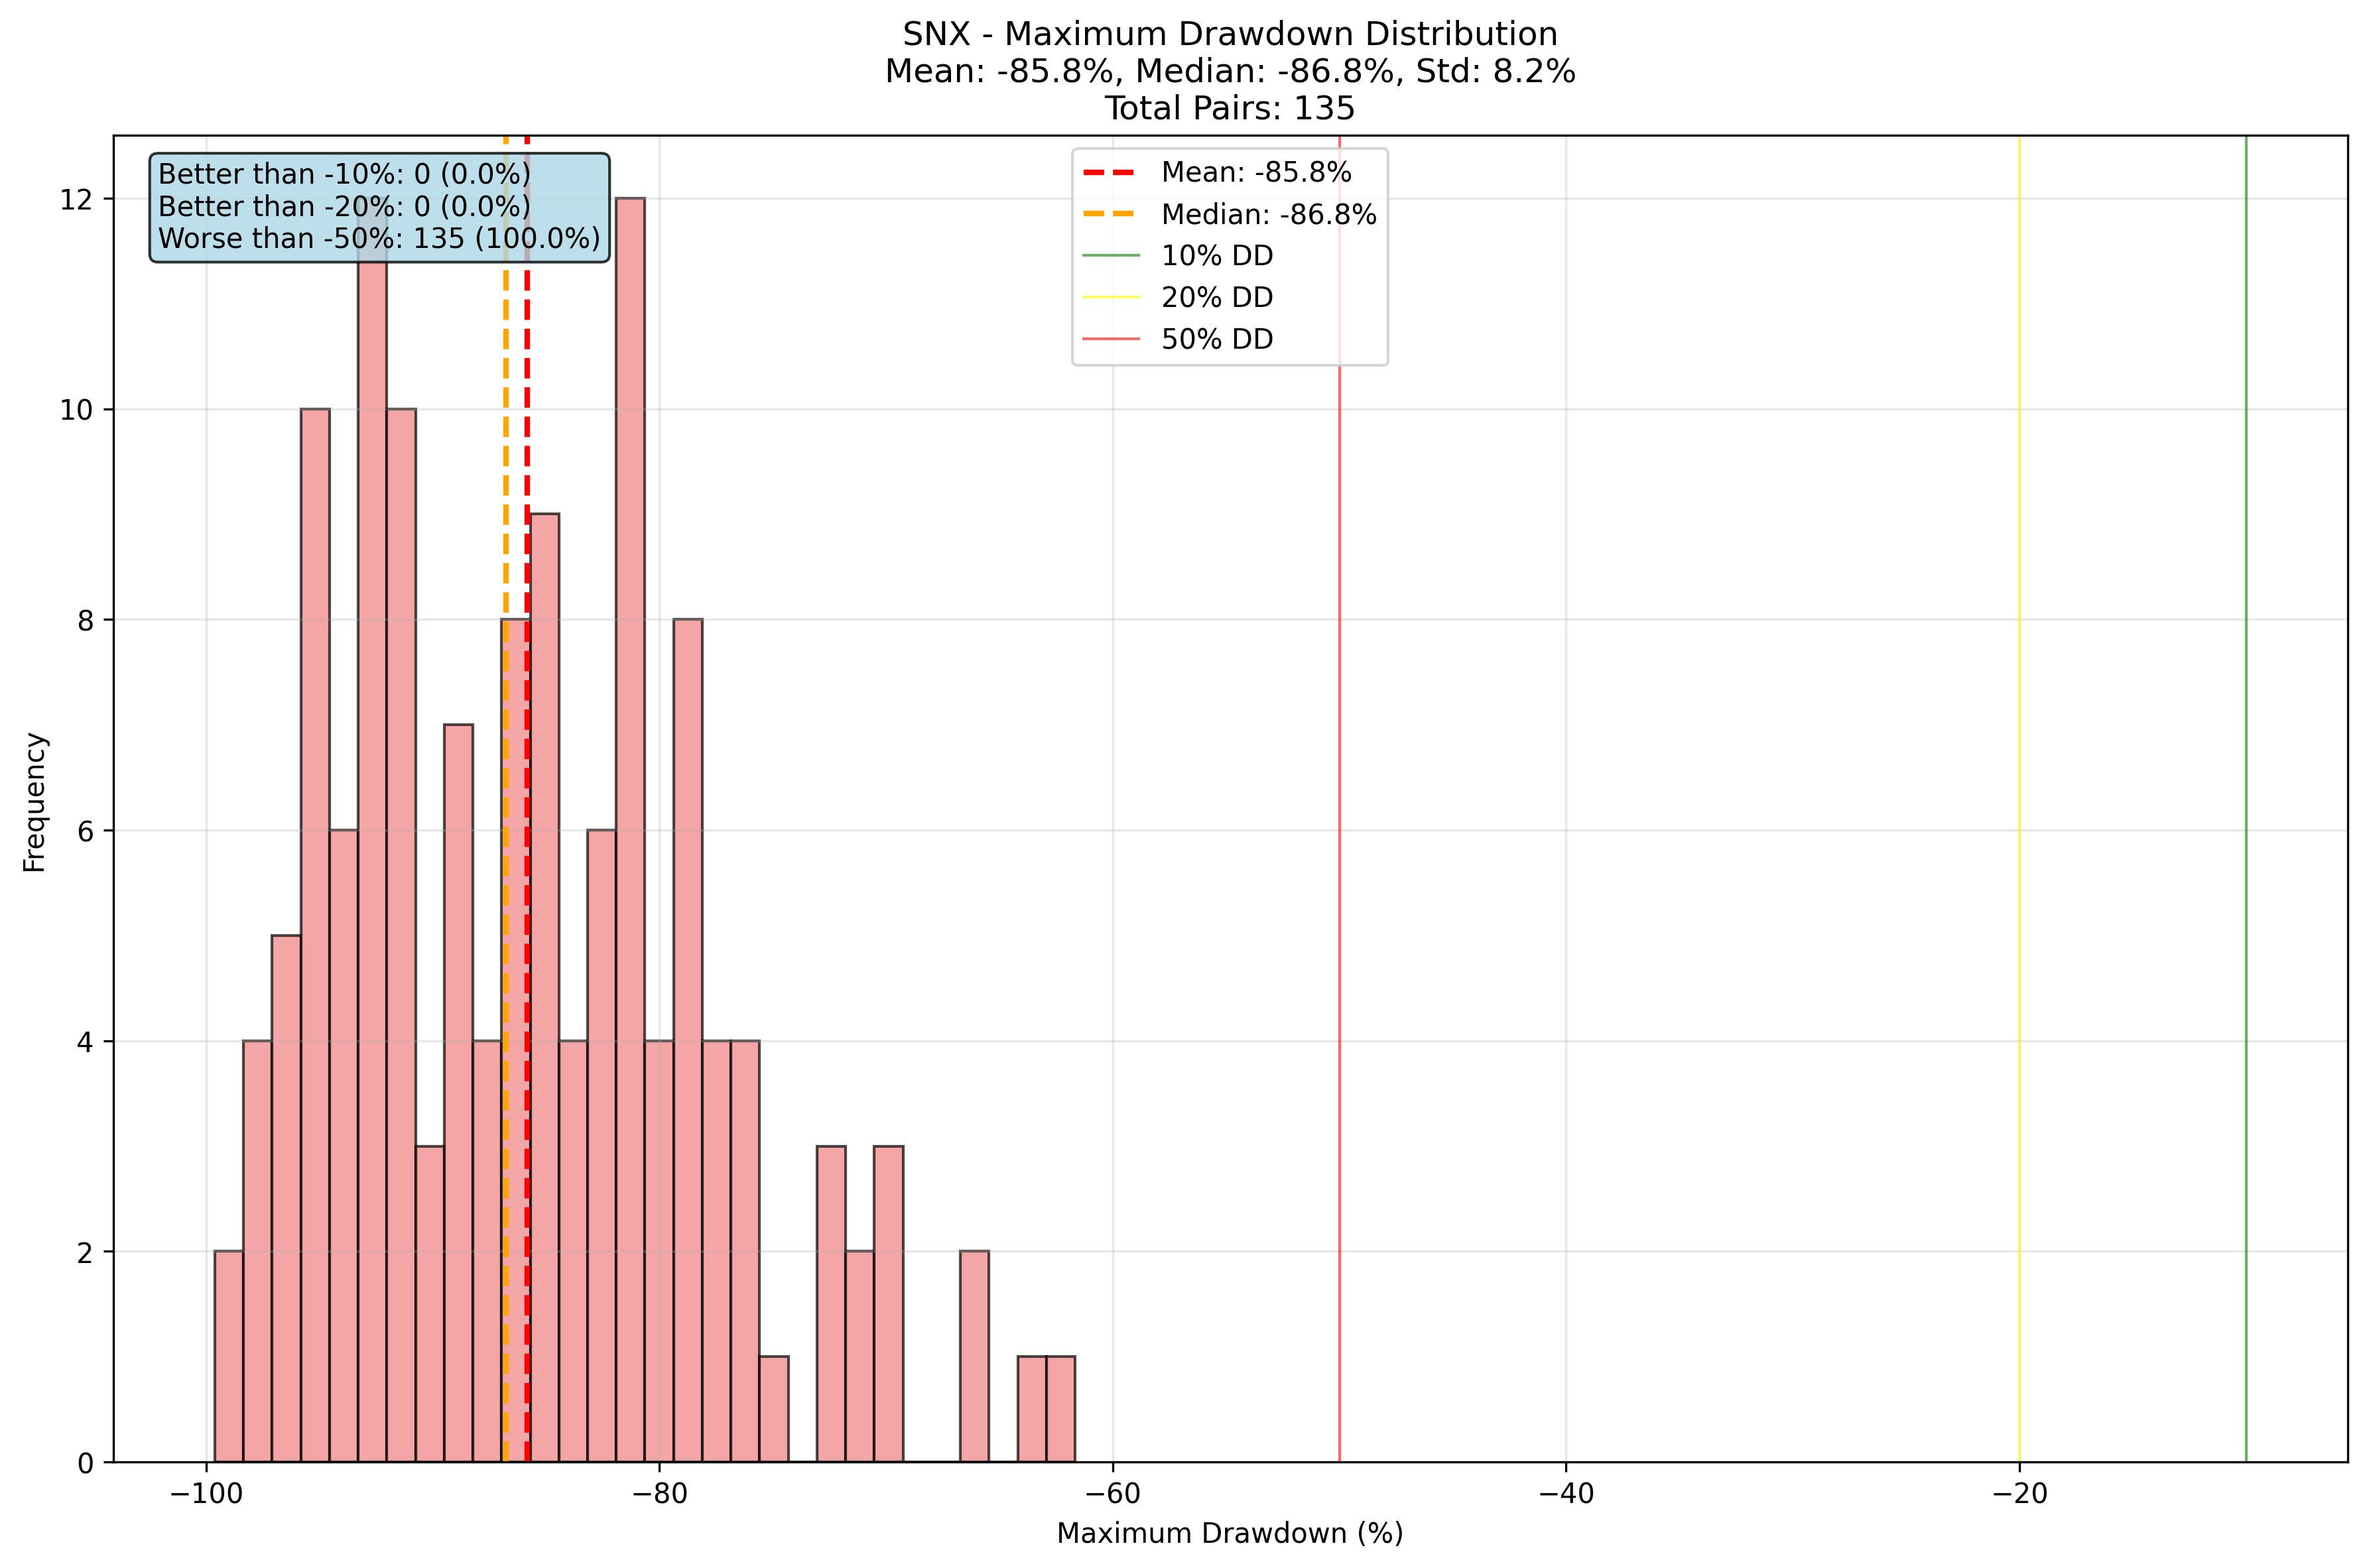 SNX - Maximum Drawdown Distribution
Mean: -85.8%, Median: -86.8%, Std: 8.2%
Total Pairs: 135
Better than -10%: 0 (0.0%)
Better than -20%: 0 (0.0%)
Worse than -50%: 135 (100.0%)
Mean: -85.8%
Median: -86.8%
10% DD
20% DD
50% DD
Frequency
12
10
8
6
4
2
0
−100
−80
−60
−40
−20
Maximum Drawdown (%)